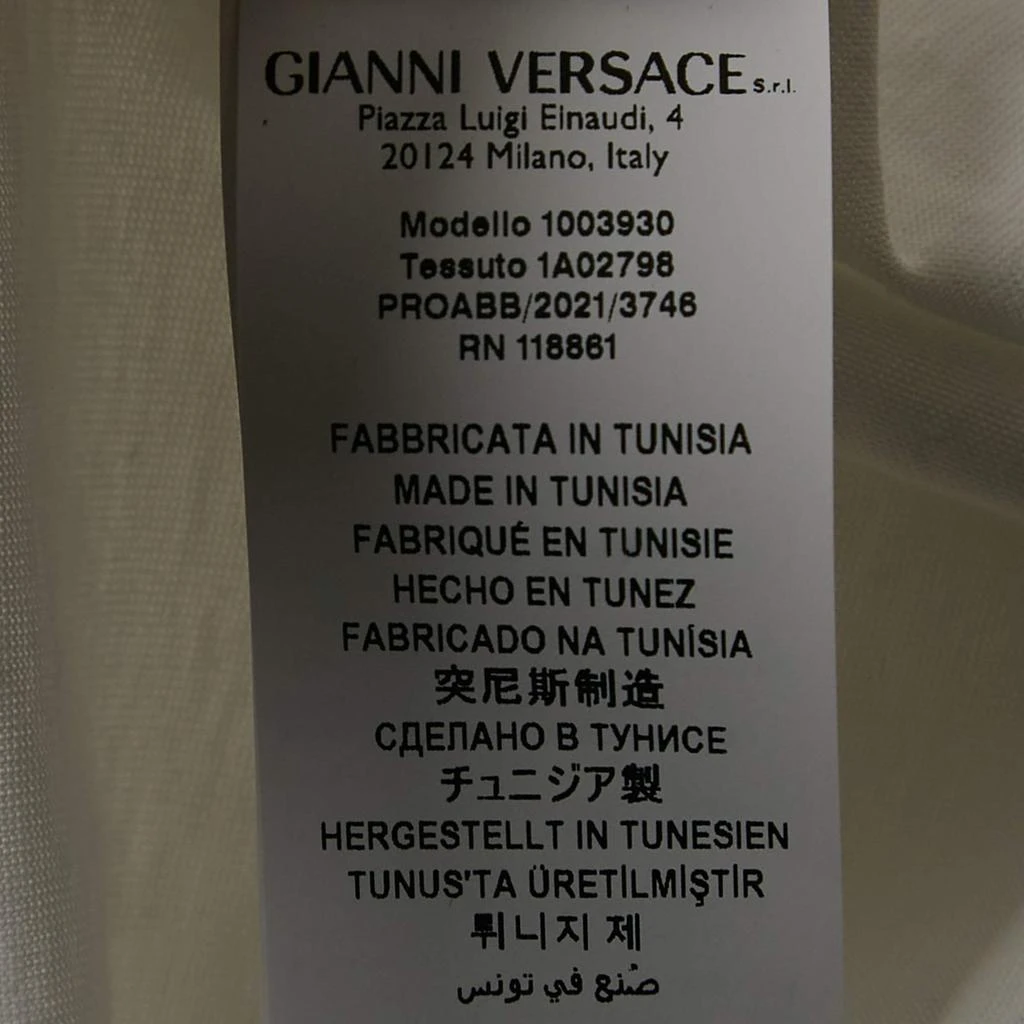 GIANNI VERSACE S.r.l.
Piazza Luigi Einaudi, 4
20124 Milano, Italy
Modello 1003930
Tessuto 1A02798
PROABB/2021/3746
RN 118861
FABBRICATA IN TUNISIA
MADE IN TUNISIA
FABRIQUÉ EN TUNISIE
HECHO EN TUNEZ
FABRICADO NA TUNÍSIA
突尼斯制造
СДЕЛАНО В ТУНИСЕ
チュニジア製
HERGESTELLT IN TUNESIEN
TUNUS'TA ÜRETİLMİŞTİR
튀니지 제
صُنع في تونس